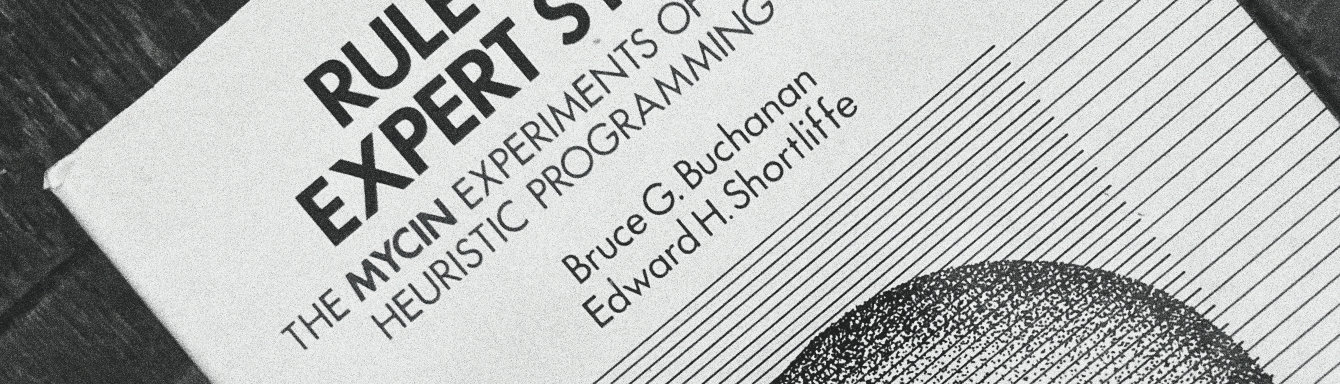 RULE
EXPERT
THE MYCIN EXPERIMENTS OF
HEURISTIC PROGRAMMING
Bruce G. Buchanan
Edward H. Shortliffe